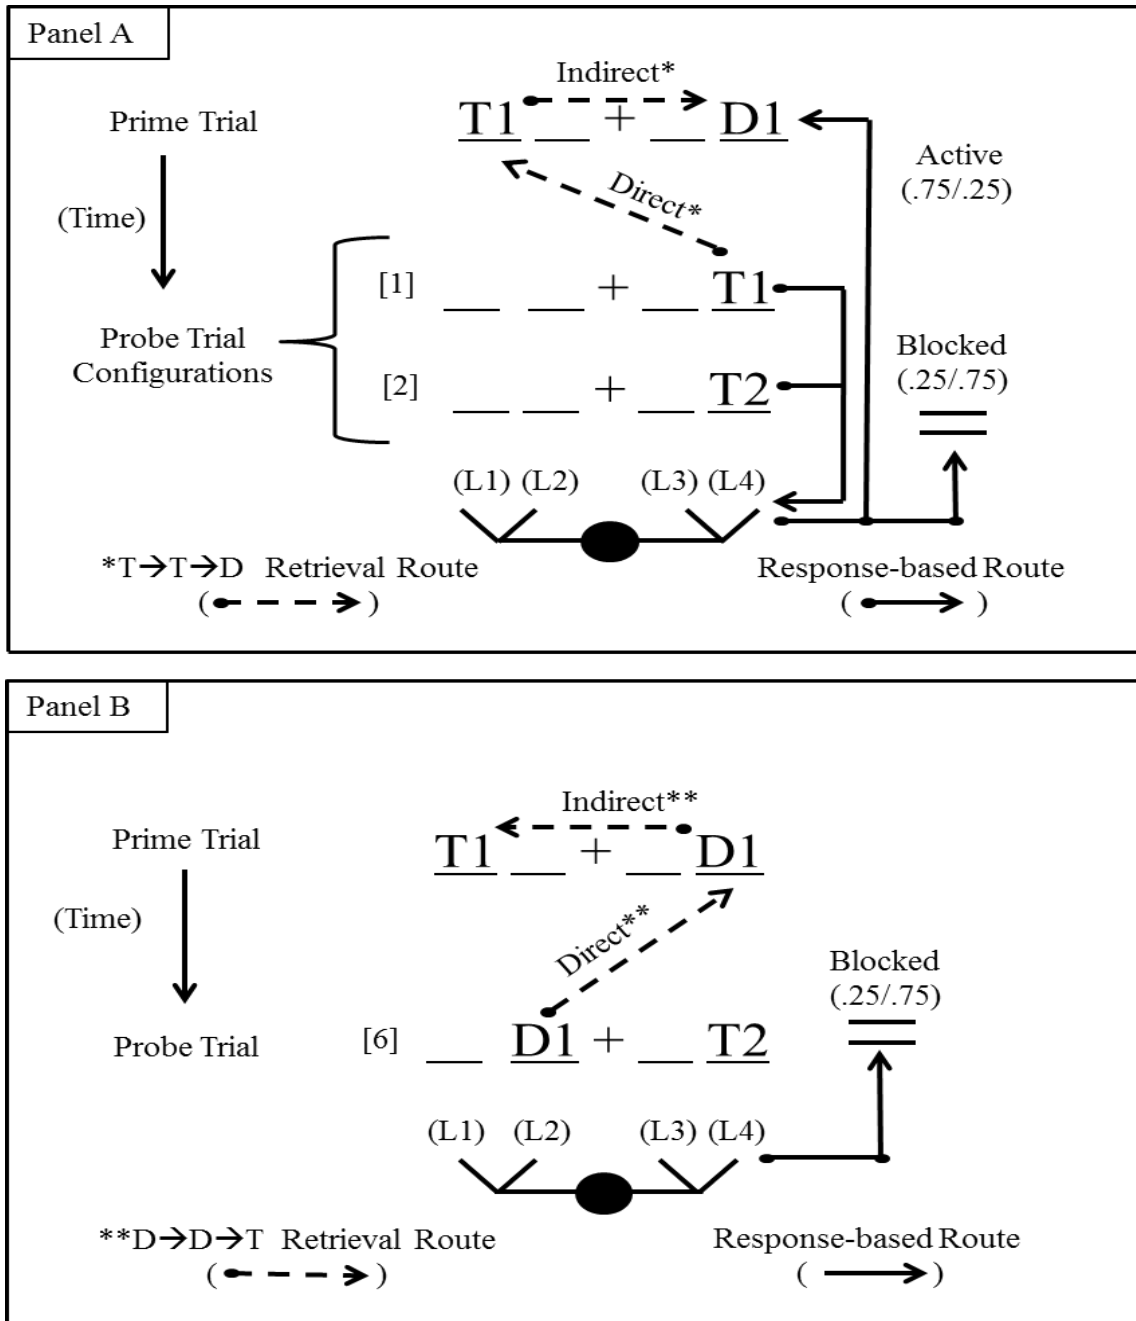 Panel A
Indirect*
Prime Trial
T1 __ + __ D1
Active
(.75/.25)
Direct*
(Time)
[1] __ __ + __ T1
Probe Trial
Configurations
Blocked
(.25/.75)
[2] __ __ + __ T2
(L1) (L2) (L3) (L4)
*T→T→D Retrieval Route
Response-based Route
( )
( )
Panel B
Indirect**
Prime Trial
T1 __ + __ D1
(Time)
Direct**
Blocked
(.25/.75)
Probe Trial
[6] __ D1 + __ T2
(L1) (L2) (L3) (L4)
**D→D→T Retrieval Route
Response-based Route
( )
( )